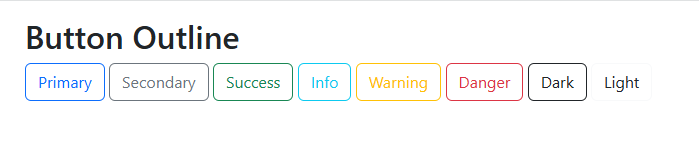 Button Outline
Primary Secondary Success Info Warning Danger Dark Light